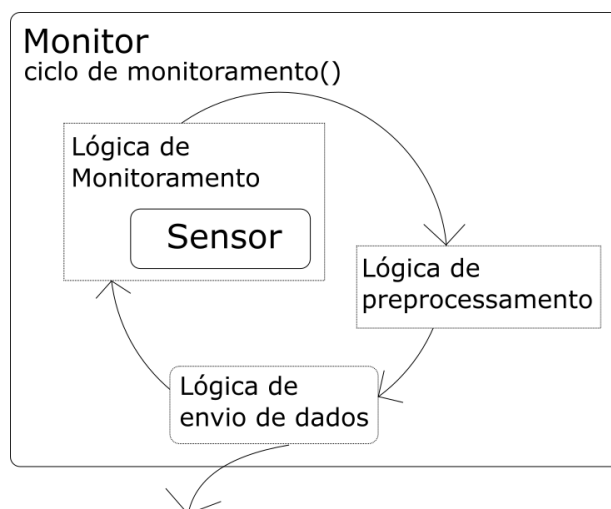 Monitor
ciclo de monitoramento()
Lógica de
Monitoramento
Sensor
Lógica de
preprocessamento
Lógica de
envio de dados